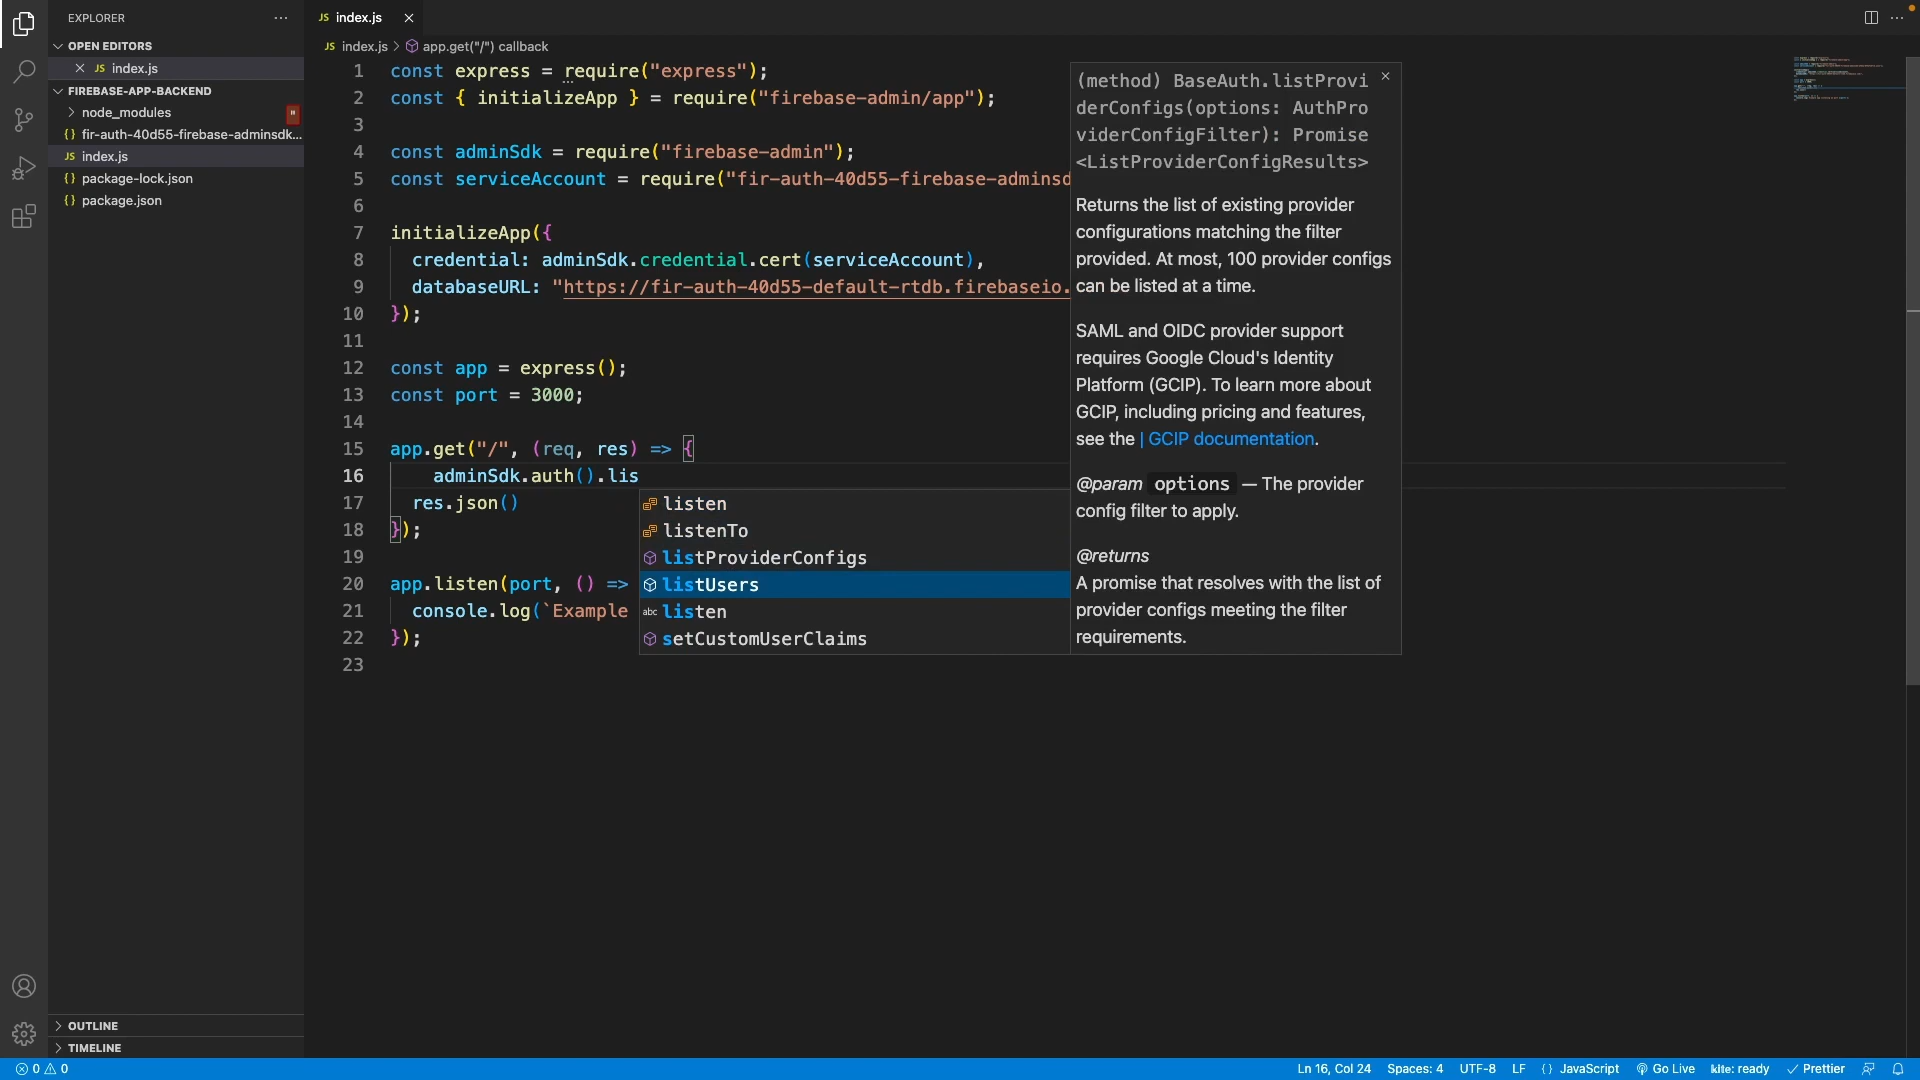 EXPLORER
OPEN EDITORS
JS index.js
FIREBASE-APP-BACKEND
node_modules
{} fir-auth-40d55-firebase-adminsdk...
JS index.js
{} package-lock.json
{} package.json
OUTLINE
TIMELINE
JS index.js
JS index.js > app.get("/") callback
1 const express = require("express");
2 const { initializeApp } = require("firebase-admin/app");
3
4 const adminSdk = require("firebase-admin");
5 const serviceAccount = require("fir-auth-40d55-firebase-adminsd
6
7 initializeApp({
8 credential: adminSdk.credential.cert(serviceAccount),
9 databaseURL: "https://fir-auth-40d55-default-rtdb.firebaseio.
10 });
11
12 const app = express();
13 const port = 3000;
14
15 app.get("/", (req, res) => {
16 adminSdk.auth().lis
17 res.json()
18 });
19
20 app.listen(port, () =>
21 console.log(`Example
22 });
23
listen
listenTo
listProviderConfigs
listUsers
abc listen
setCustomUserClaims
(method) BaseAuth.listProvi
derConfigs(options: AuthPro
viderConfigFilter): Promise
<ListProviderConfigResults>
Returns the list of existing provider
configurations matching the filter
provided. At most, 100 provider configs
can be listed at a time.
SAML and OIDC provider support
requires Google Cloud's Identity
Platform (GCIP). To learn more about
GCIP, including pricing and features,
see the | GCIP documentation.
@param options — The provider
config filter to apply.
@returns
A promise that resolves with the list of
provider configs meeting the filter
requirements.
0 0
Ln 16, Col 24 Spaces: 4 UTF-8 LF {} JavaScript Go Live kite: ready Prettier